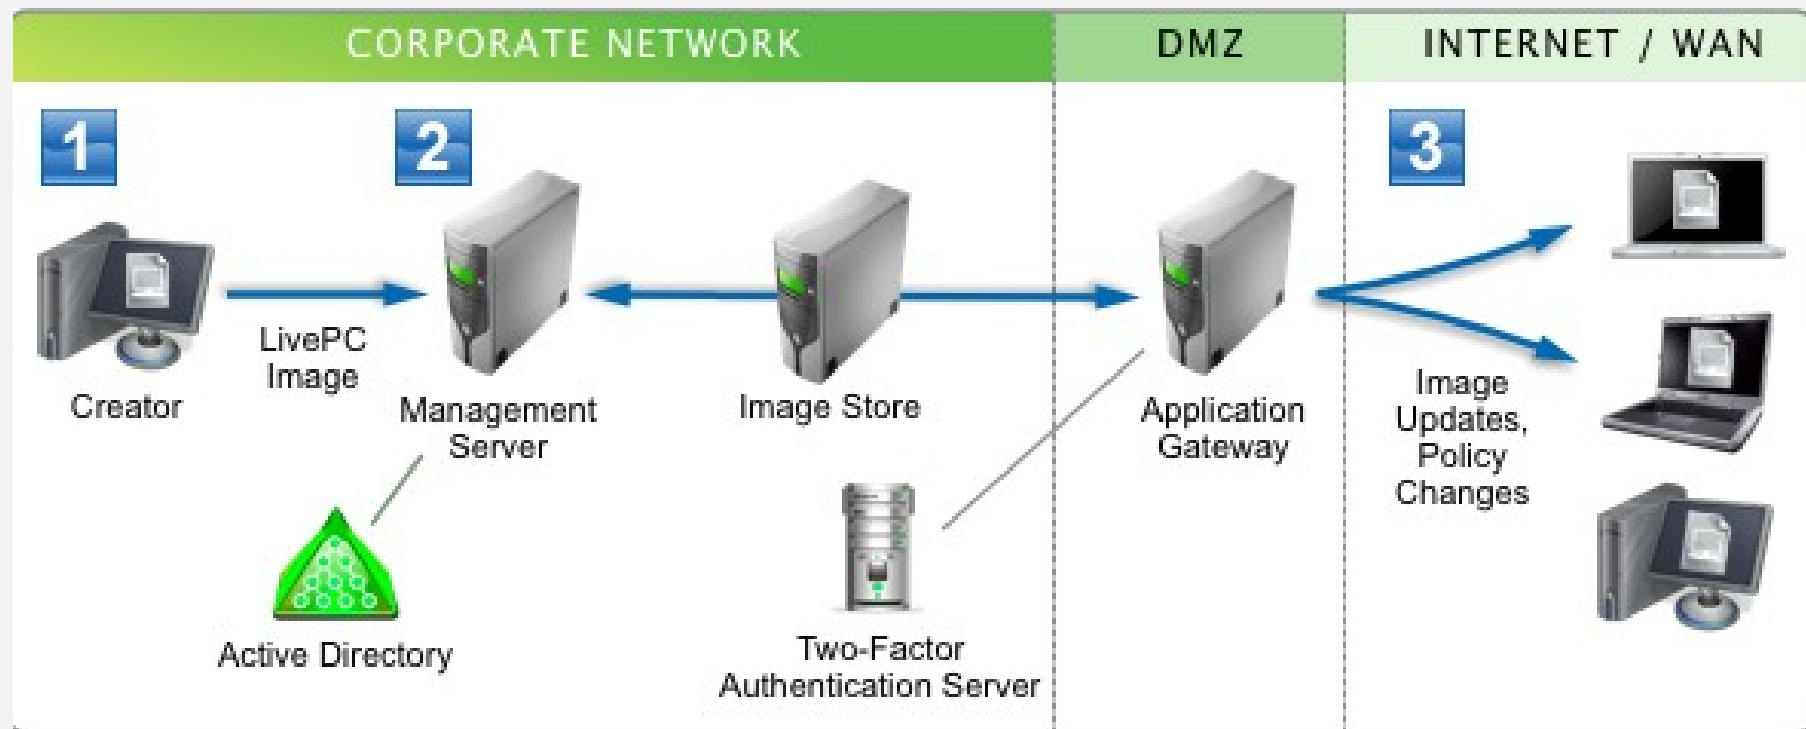 CORPORATE NETWORK
DMZ
INTERNET / WAN
1
2
3
LivePC
Image
Creator
Management
Server
Image Store
Application
Gateway
Image
Updates,
Policy
Changes
Active Directory
Two-Factor
Authentication Server